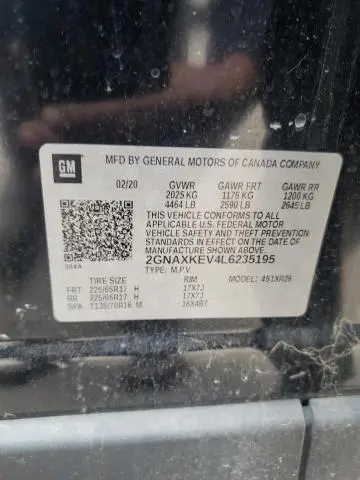 GM
MFD BY GENERAL MOTORS OF CANADA COMPANY
02/20 GVWR GAWR FRT GAWR RR
2025 KG 1175 KG 1200 KG
4464 LB 2590 LB 2645 LB
THIS VEHICLE CONFORMS TO ALL APPLICABLE
U.S. FEDERAL MOTOR
VEHICLE SAFETY AND THEFT PREVENTION
STANDARDS IN EFFECT ON THE DATE OF
MANUFACTURE SHOWN ABOVE.
384A 2GNAXKEV4L6235195
TYPE: M.P.V.
TIRE SIZE RIM MODEL: 451XR26
FRT 225/65R17 H 17X7J
RR 225/65R17 H 17X7J
SPA T135/70R16 M 16X4BT